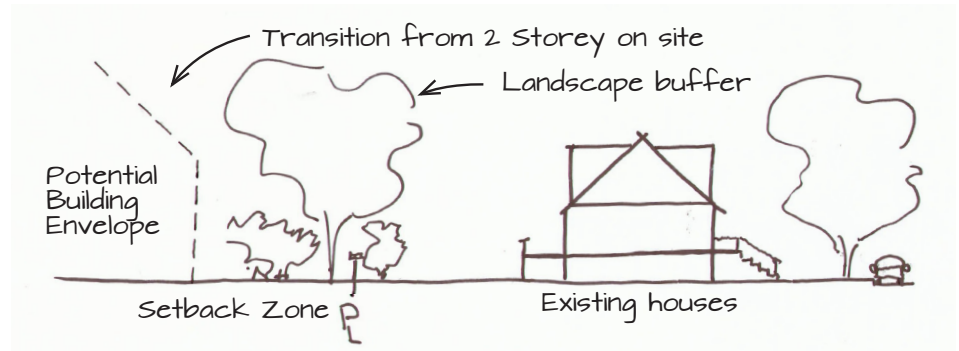 Transition from 2 Storey on site
Landscape buffer
Potential
Building
Envelope
Setback Zone
PL
Existing houses